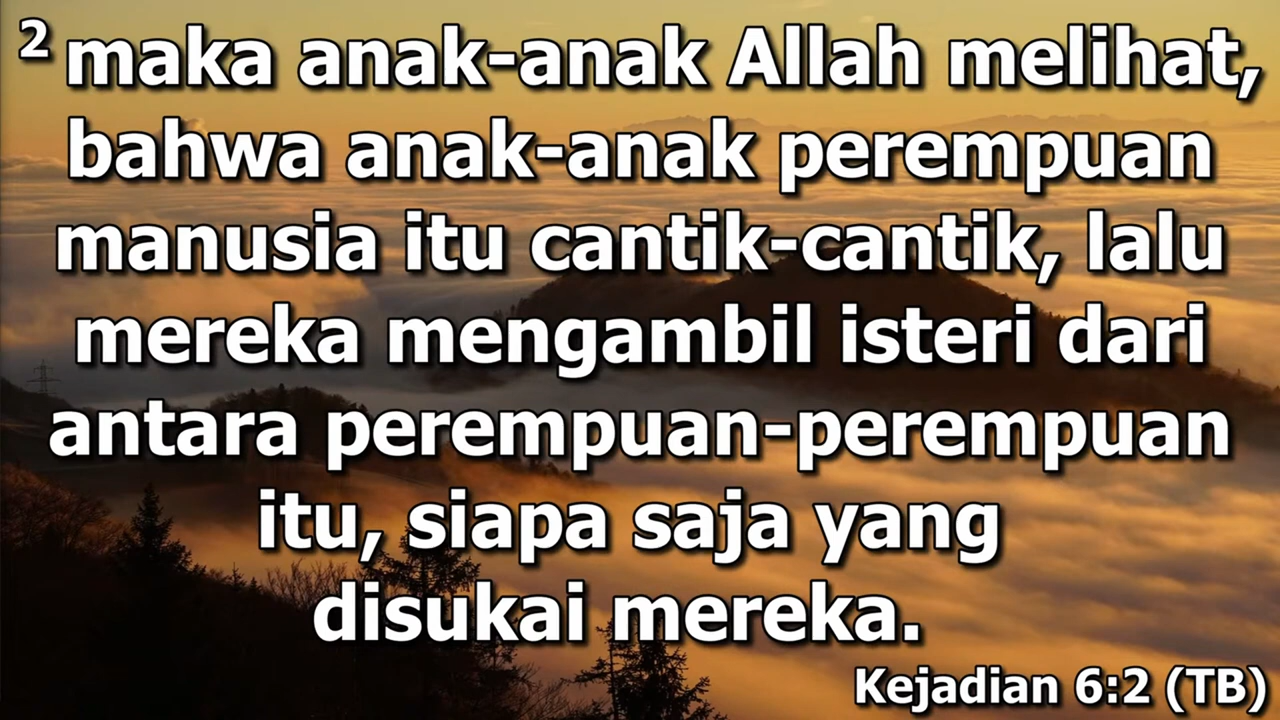 2 maka anak-anak Allah melihat,
bahwa anak-anak perempuan
manusia itu cantik-cantik, lalu
mereka mengambil isteri dari
antara perempuan-perempuan
itu, siapa saja yang
disukai mereka.
Kejadian 6:2 (TB)